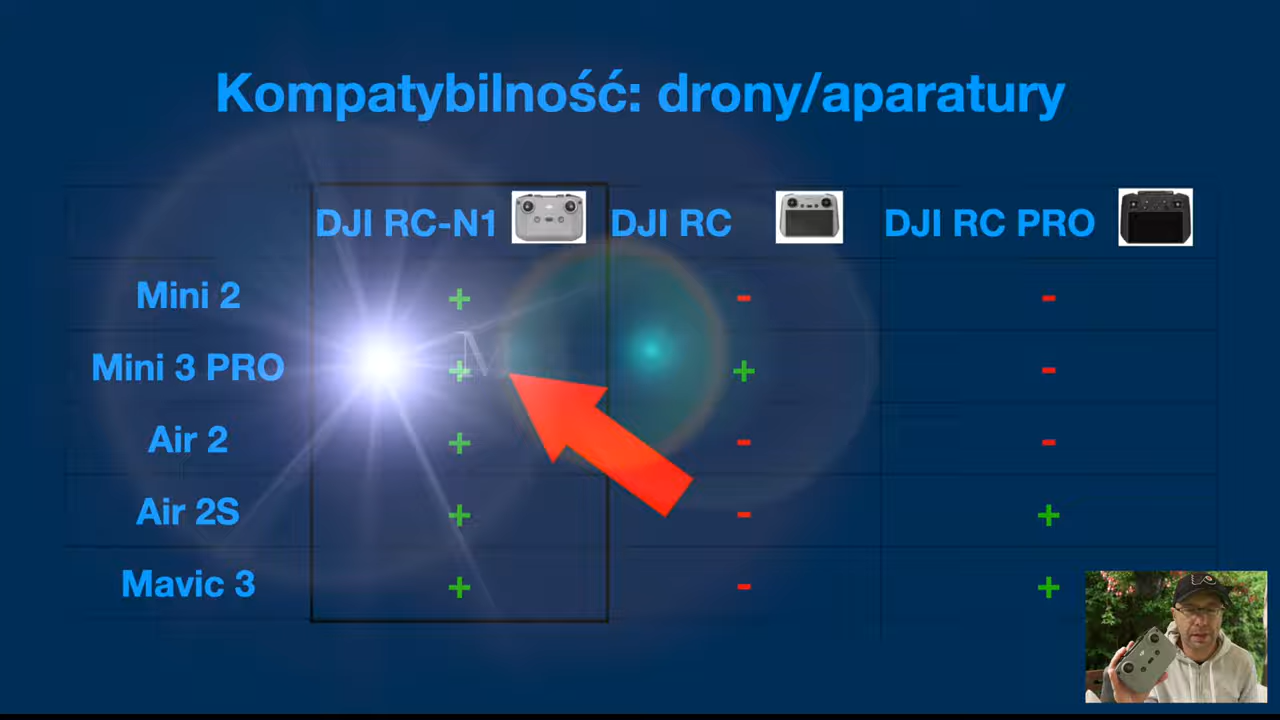 Kompatybilność: drony/aparatury
DJI RC-N1 DJI RC DJI RC PRO
Mini 2 + - -
Mini 3 PRO + + -
Air 2 + - -
Air 2S + - +
Mavic 3 + - +